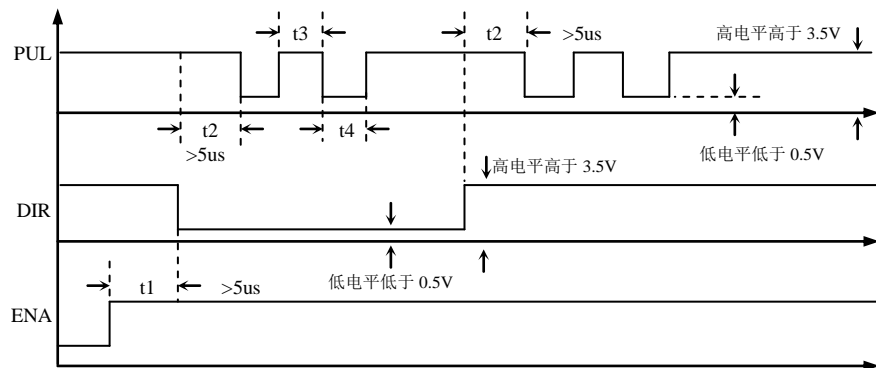 t3
t2
>5us
高电平高于 3.5V
PUL
t2
t4
>5us
低电平低于 0.5V
高电平高于 3.5V
DIR
低电平低于 0.5V
t1
>5us
ENA